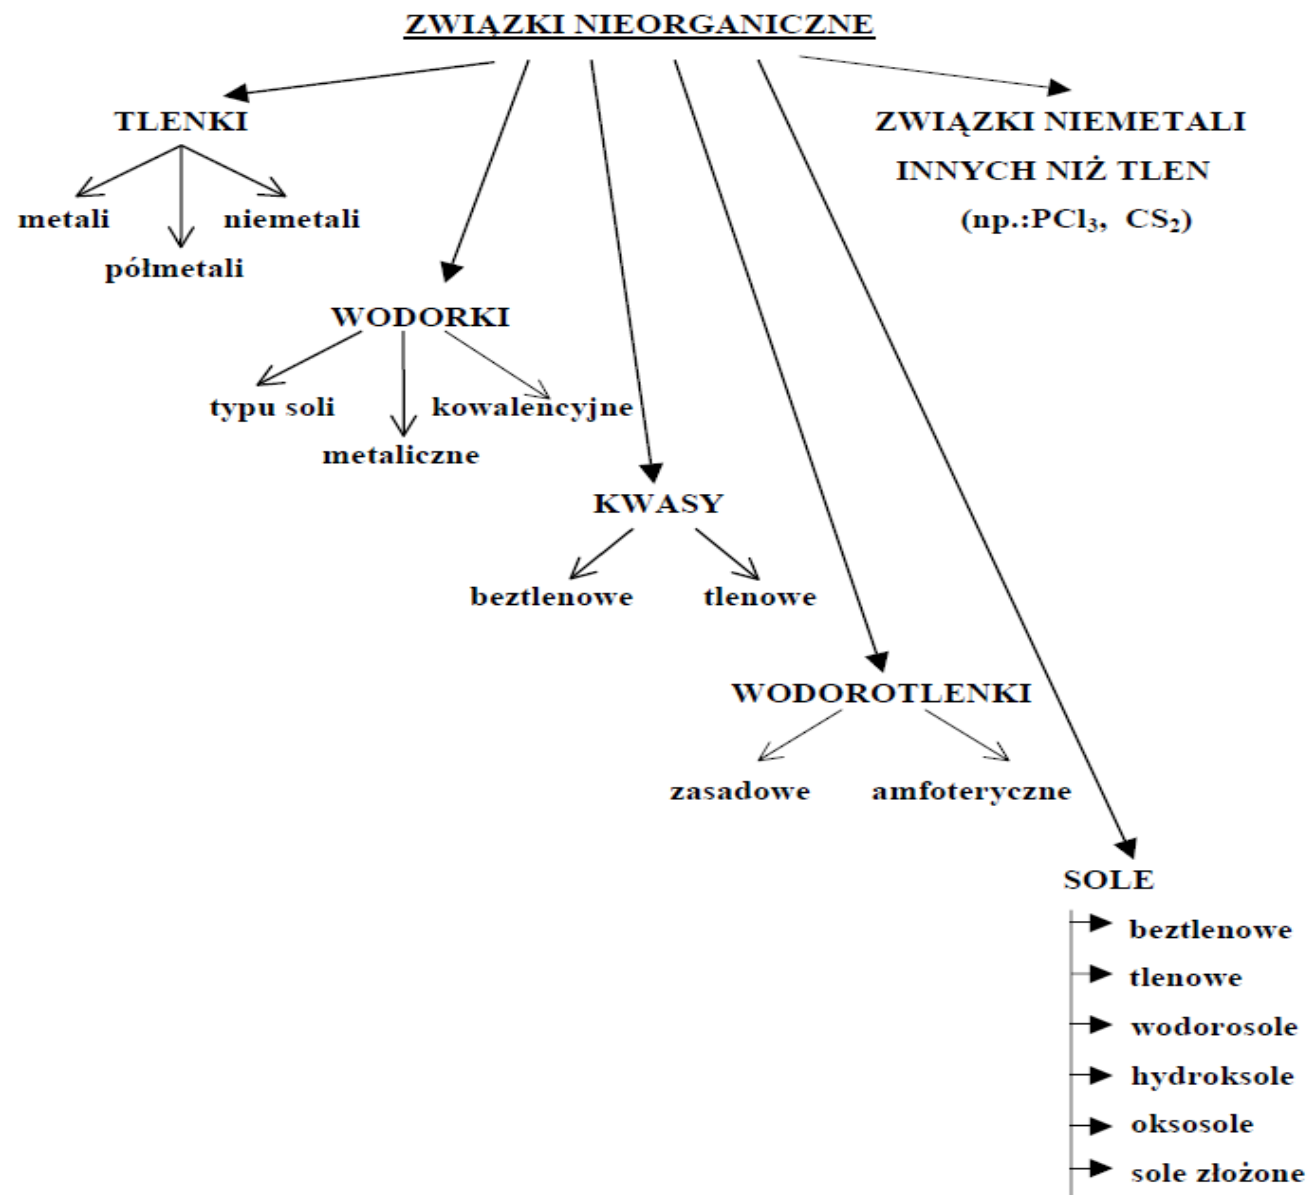 ZWIĄZKI NIEORGANICZNE
TLENKI
metali
niemetali
półmetali
ZWIĄZKI NIEMETALI
INNYCH NIŻ TLEN
(np.:PCl₃, CS₂)
WODORKI
typu soli
kowalencyjne
metaliczne
KWASY
beztlenowe
tlenowe
WODOROTLENKI
zasadowe
amfoteryczne
SOLE
beztlenowe
tlenowe
wodorosole
hydroksole
oksosole
sole złożone